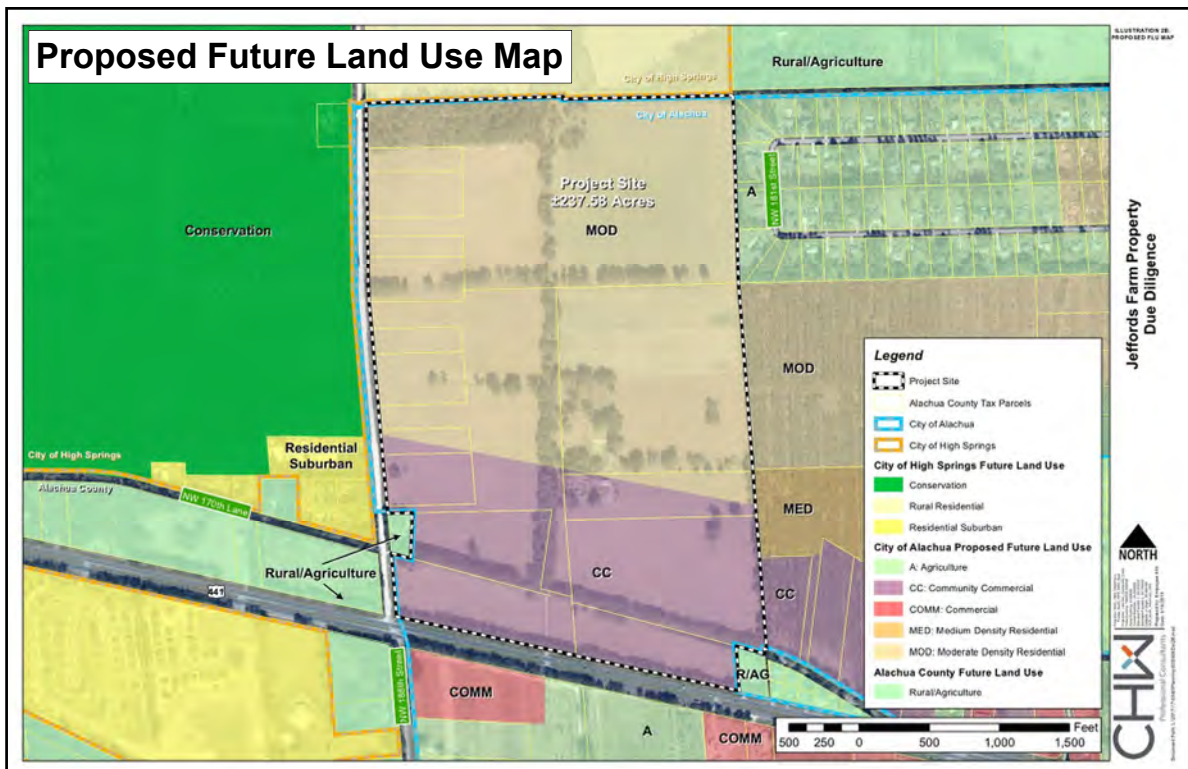 Proposed Future Land Use Map
ILLUSTRATION 2B:
PROPOSED FLU MAP
City of High Springs
Rural/Agriculture
City of Alachua
Project Site
±237.58 Acres
MOD
A
NW 181st Street
Conservation
Jeffords Farm Property
Due Diligence
MOD
Residential
Suburban
City of High Springs
Alachua County
NW 170th Lane
MED
Rural/Agriculture
441
CC
CC
NW 188th Street
R/AG
COMM
A
COMM
Legend
Project Site
Alachua County Tax Parcels
City of Alachua
City of High Springs
City of High Springs Future Land Use
Conservation
Rural Residential
Residential Suburban
City of Alachua Proposed Future Land Use
A: Agriculture
CC: Community Commercial
COMM: Commercial
MED: Medium Density Residential
MOD: Moderate Density Residential
Alachua County Future Land Use
Rural/Agriculture
Feet
500 250 0 500 1,000 1,500
NORTH
CHW
Professional Consultants